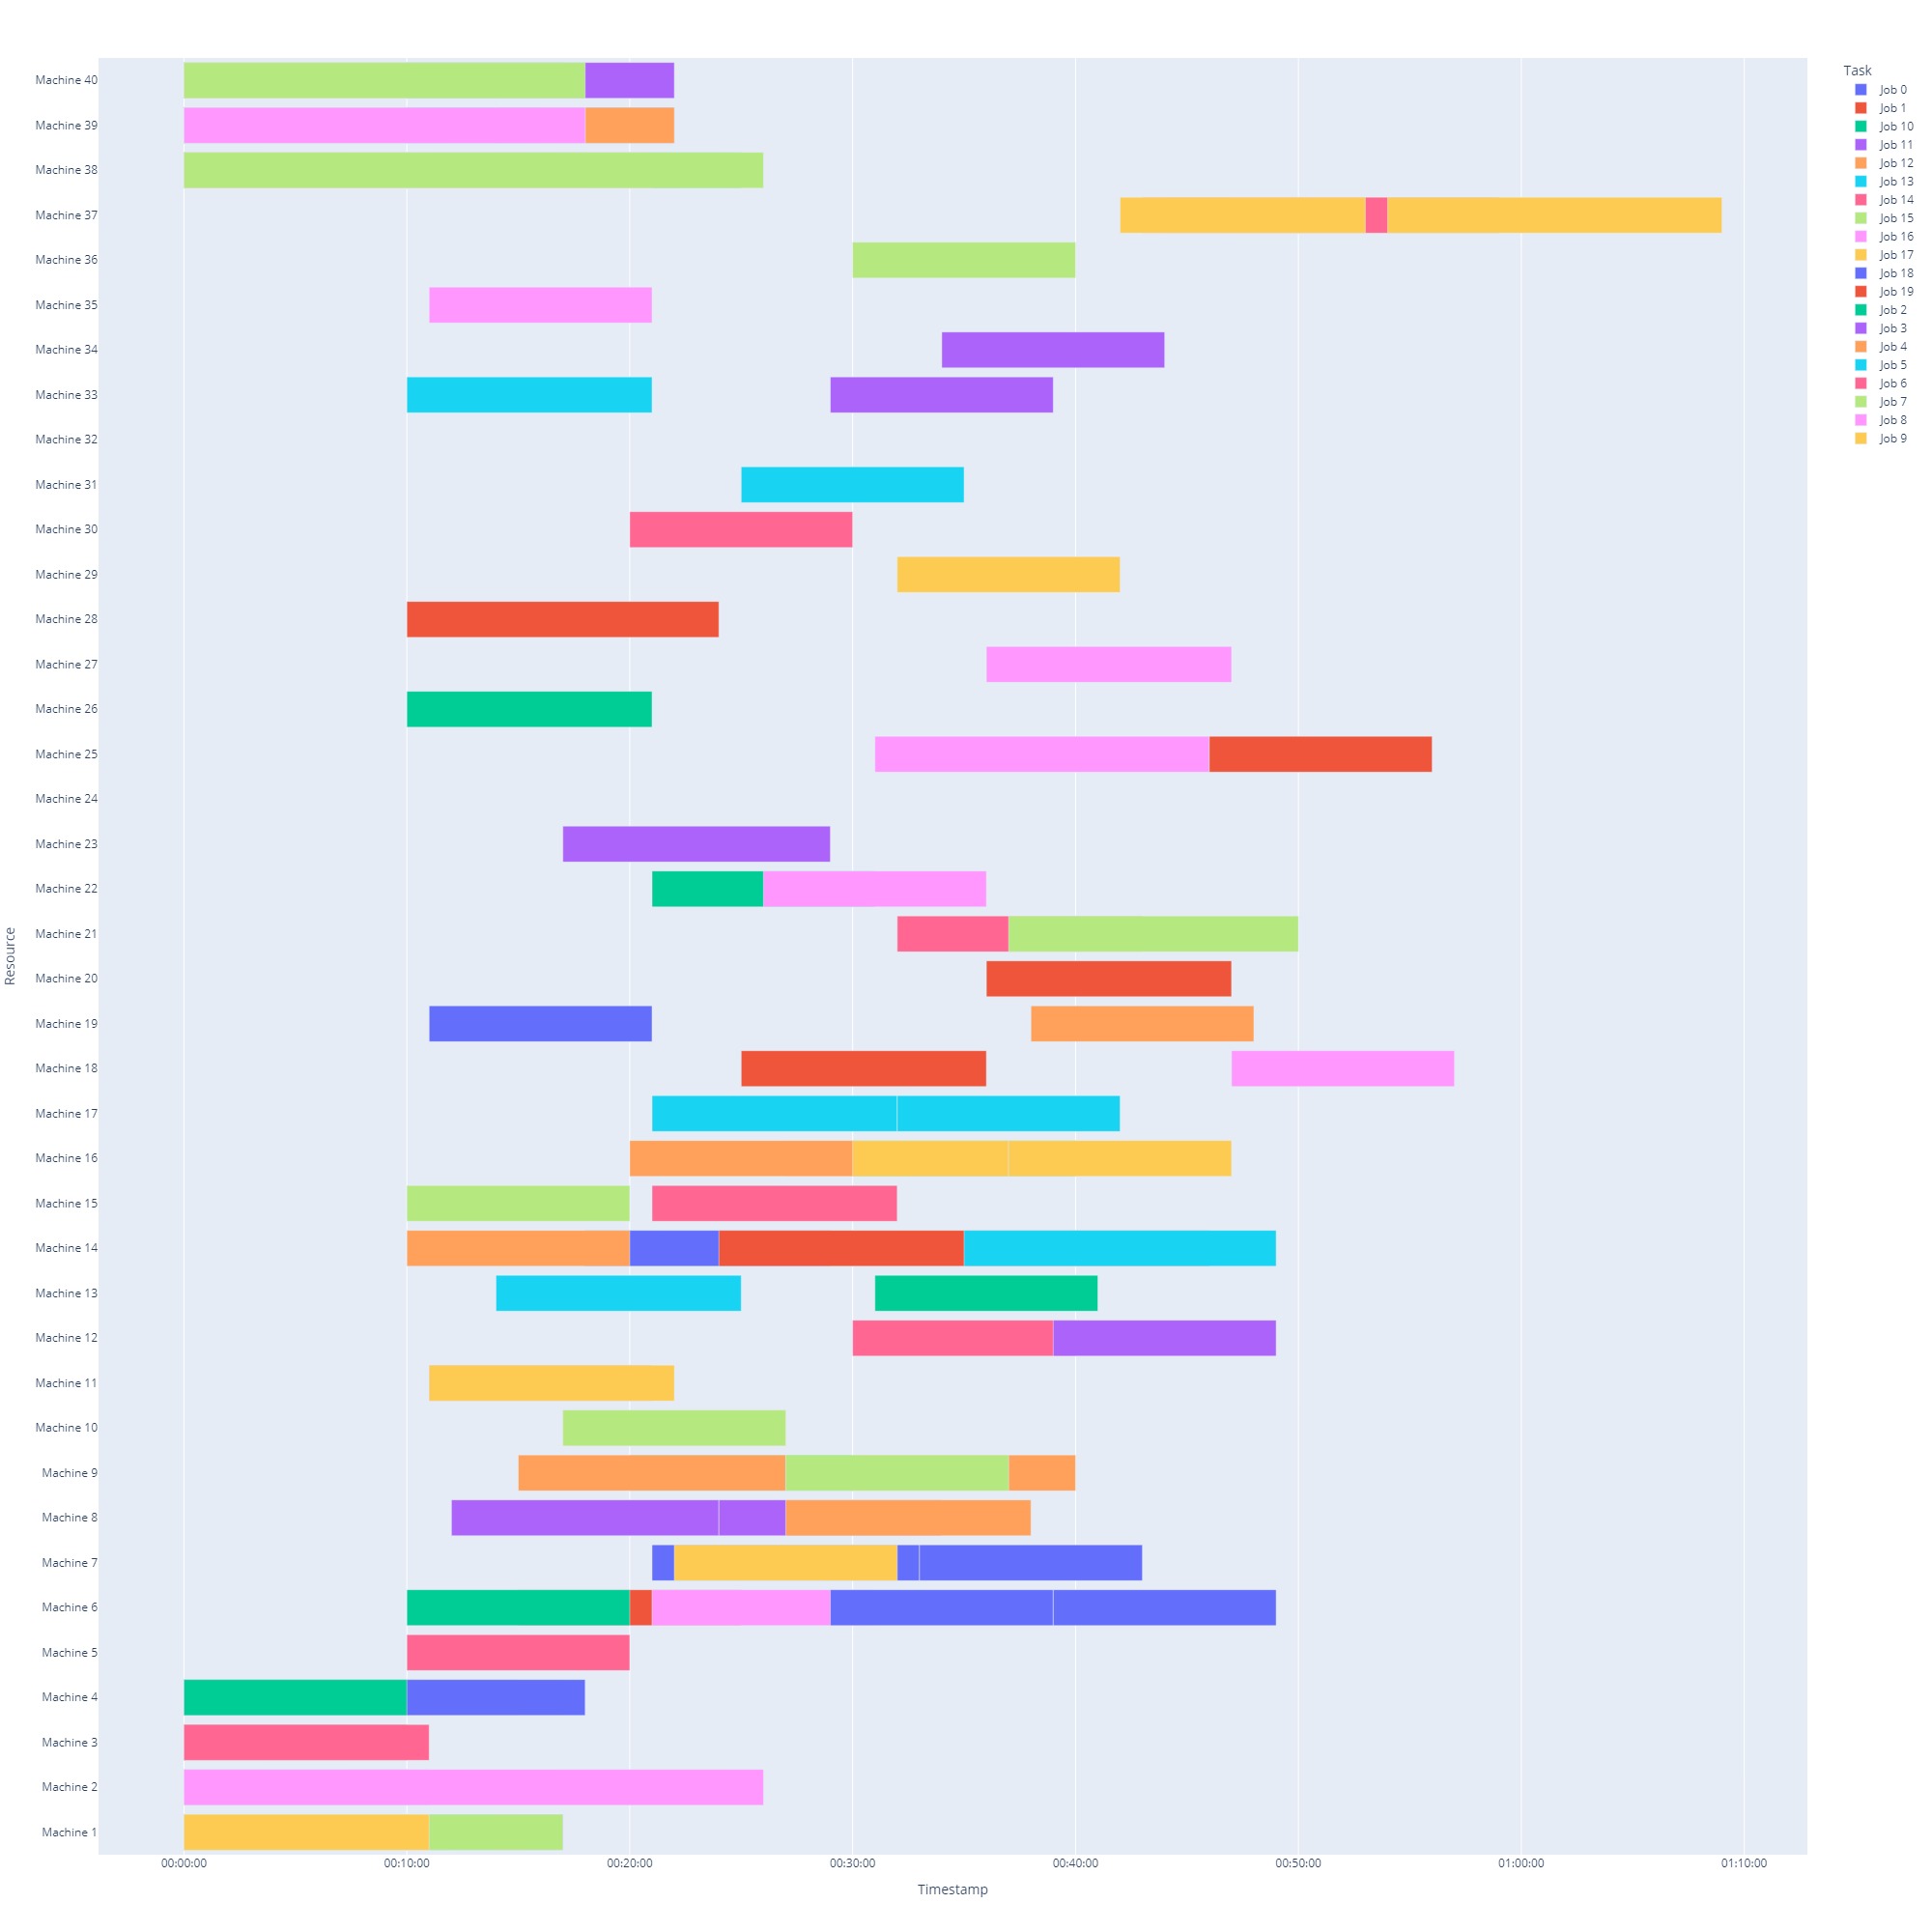 Machine 40
Machine 39
Machine 38
Machine 37
Machine 36
Machine 35
Machine 34
Machine 33
Machine 32
Machine 31
Machine 30
Machine 29
Machine 28
Machine 27
Machine 26
Machine 25
Machine 24
Machine 23
Machine 22
Machine 21
Machine 20
Machine 19
Machine 18
Machine 17
Machine 16
Machine 15
Machine 14
Machine 13
Machine 12
Machine 11
Machine 10
Machine 9
Machine 8
Machine 7
Machine 6
Machine 5
Machine 4
Machine 3
Machine 2
Machine 1
Resource
00:00:00 00:10:00 00:20:00 00:30:00 00:40:00 00:50:00 01:00:00 01:10:00
Timestamp
Task
Job 0
Job 1
Job 10
Job 11
Job 12
Job 13
Job 14
Job 15
Job 16
Job 17
Job 18
Job 19
Job 2
Job 3
Job 4
Job 5
Job 6
Job 7
Job 8
Job 9